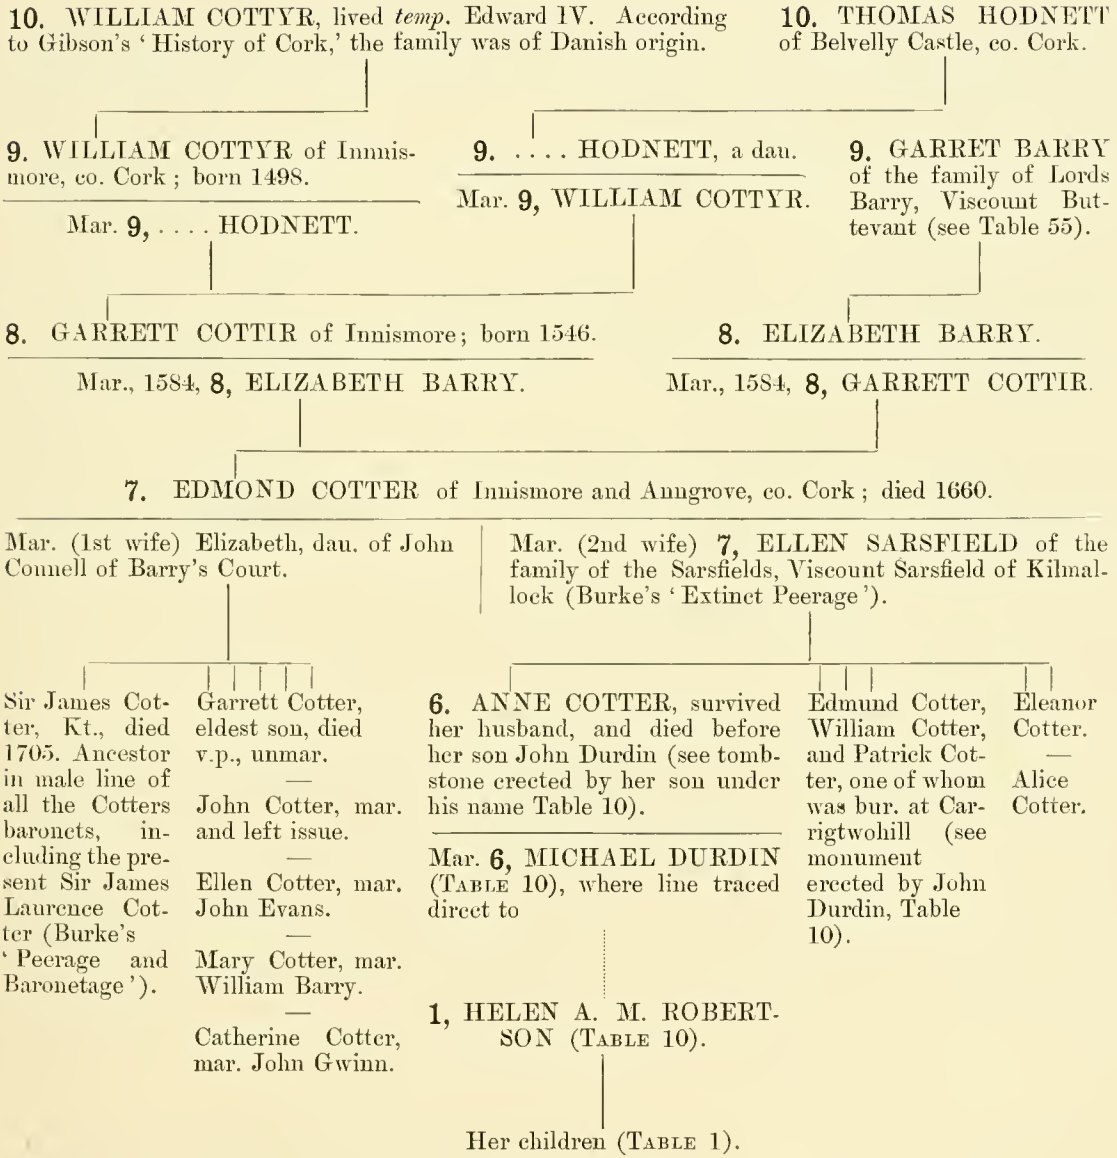 10. WILLIAM COTTYR, lived temp. Edward IV. According
to Gibson's ‘ History of Cork,’ the family was of Danish origin.
10. THOMAS HODNETT
of Belvelly Castle, co. Cork.
9. WILLIAM COTTYR of Innnis-
more, co. Cork ; born 1498.
Mar. 9, . . . . HODNETT.
9. . . . . HODNETT, a dau.
Mar. 9, WILLIAM COTTYR.
9. GARRET BARRY
of the family of Lords
Barry, Viscount But-
tevant (see Table 55).
8. GARRETT COTTIR of Innismore; born 1546.
Mar., 1584, 8, ELIZABETH BARRY.
8. ELIZABETH BARRY.
Mar., 1584, 8, GARRETT COTTIR.
7. EDMOND COTTER of Innismore and Anngrove, co. Cork ; died 1660.
Mar. (1st wife) Elizabeth, dau. of John
Connell of Barry's Court.
Mar. (2nd wife) 7, ELLEN SARSFIELD of the
family of the Sarsfields, Viscount Sarsfield of Kilmal-
lock (Burke's ‘ Extinct Peerage ’).
Sir James Cot-
ter, Kt., died
1705. Ancestor
in male line of
all the Cotters
baronets, in-
cluding the pre-
sent Sir James
Laurence Cot-
ter (Burke's
‘ Peerage and
Baronetage ’).
Garrett Cotter,
eldest son, died
v.p., unmar.
—
John Cotter, mar.
and left issue.
—
Ellen Cotter, mar.
John Evans.
—
Mary Cotter, mar.
William Barry.
—
Catherine Cotter,
mar. John Gwinn.
6. ANNE COTTER, survived
her husband, and died before
her son John Durdin (see tomb-
stone erected by her son under
his name Table 10).
Mar. 6, MICHAEL DURDIN
(TABLE 10), where line traced
direct to
1, HELEN A. M. ROBERT-
SON (TABLE 10).
Her children (TABLE 1).
Edmund Cotter,
William Cotter,
and Patrick Cot-
ter, one of whom
was bur. at Car-
rigtwohill (see
monument
erected by John
Durdin, Table
10).
Eleanor
Cotter.
—
Alice
Cotter.